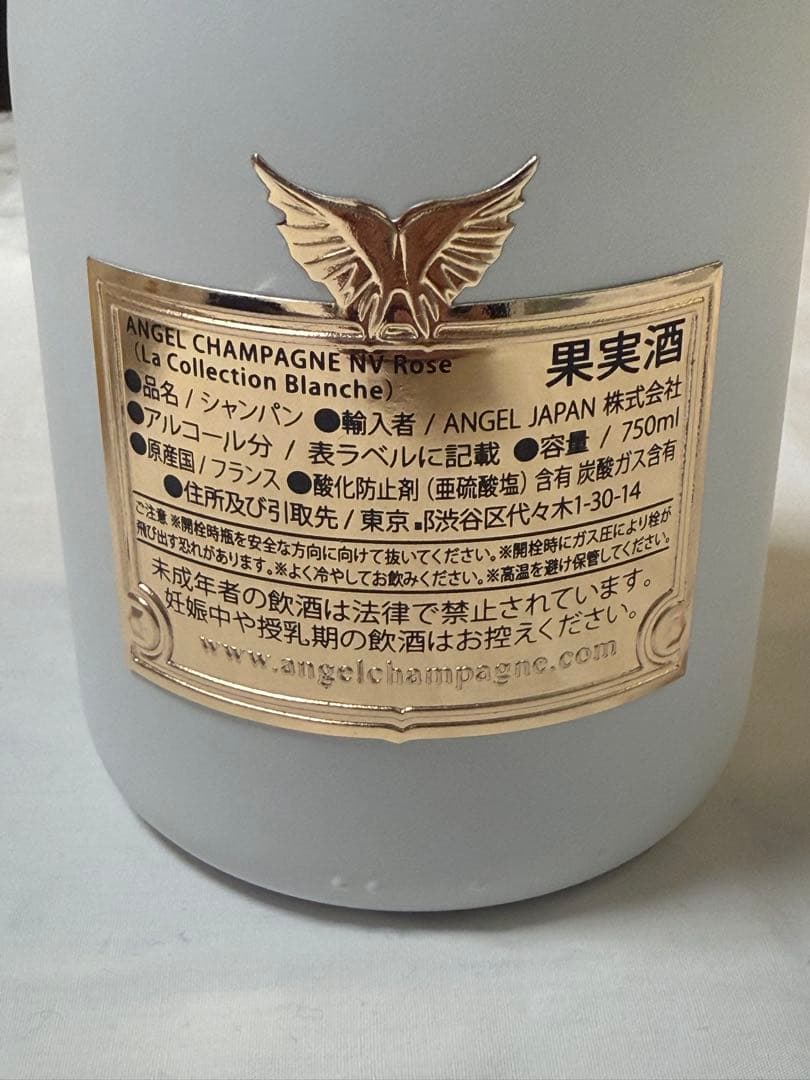 ANGEL CHAMPAGNE NV Rose
果実酒
（La Collection Blanche）
●品名 / シャンパン ●輸入者 / ANGEL JAPAN 株式会社
●アルコール分 / 表ラベルに記載 ●容量 / 750ml
●原産国 / フランス ●酸化防止剤（亜硫酸塩）含有 炭酸ガス含有
●住所及び引取先 / 東京 渋谷区代々木1-30-14
ご注意 ※開栓時瓶を安全な方向に向けて抜いてください。※開栓時にガス圧により栓が
飛び出す恐れがあります。※よく冷やしてお飲みください。※高温を避け保管してください。
未成年者の飲酒は法律で禁止されています。
妊娠中や授乳期の飲酒はお控えください。
www.angelchampagne.com